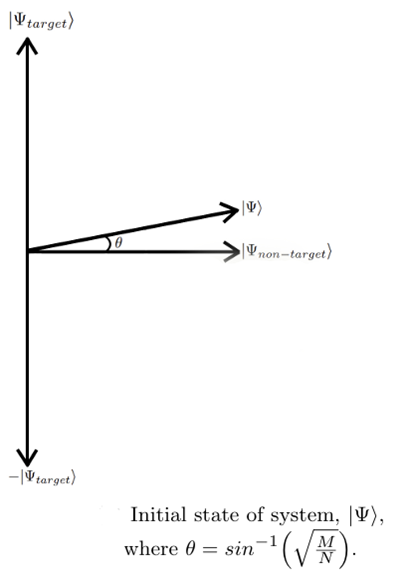 |Ψ_{target}⟩
|Ψ⟩
θ
|Ψ_{non−target}⟩
−|Ψ_{target}⟩
Initial state of system, |Ψ⟩,
where θ = sin^{−1}(√(M/N)).